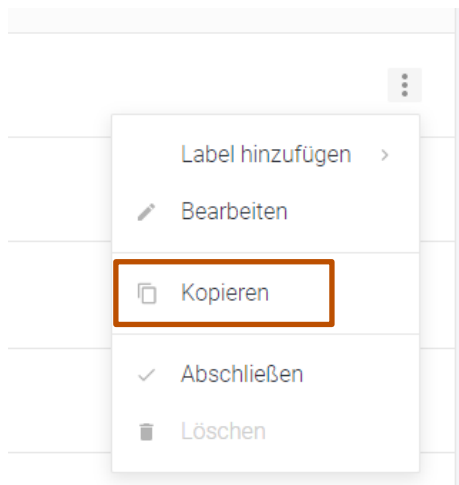 Label hinzufügen
Bearbeiten
Kopieren
Abschließen
Löschen